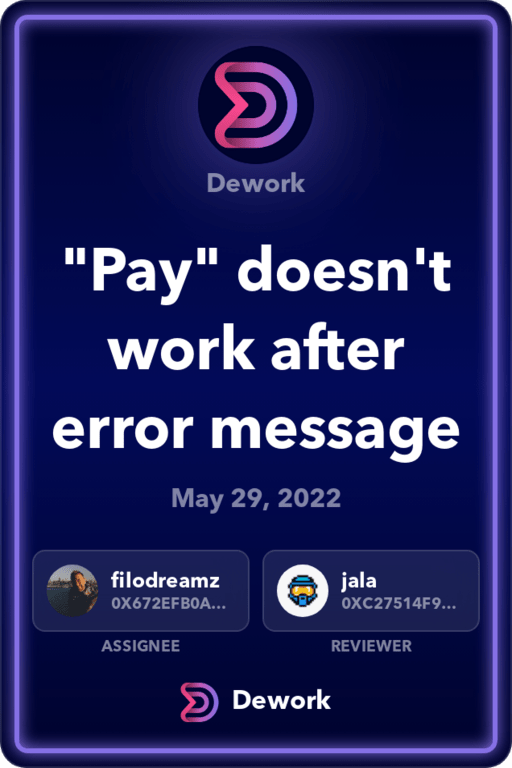 Dework
"Pay" doesn't
work after
error message
May 29, 2022
filodreamz
0X672EFB0A...
ASSIGNEE
jala
0XC27514F9...
REVIEWER
Dework